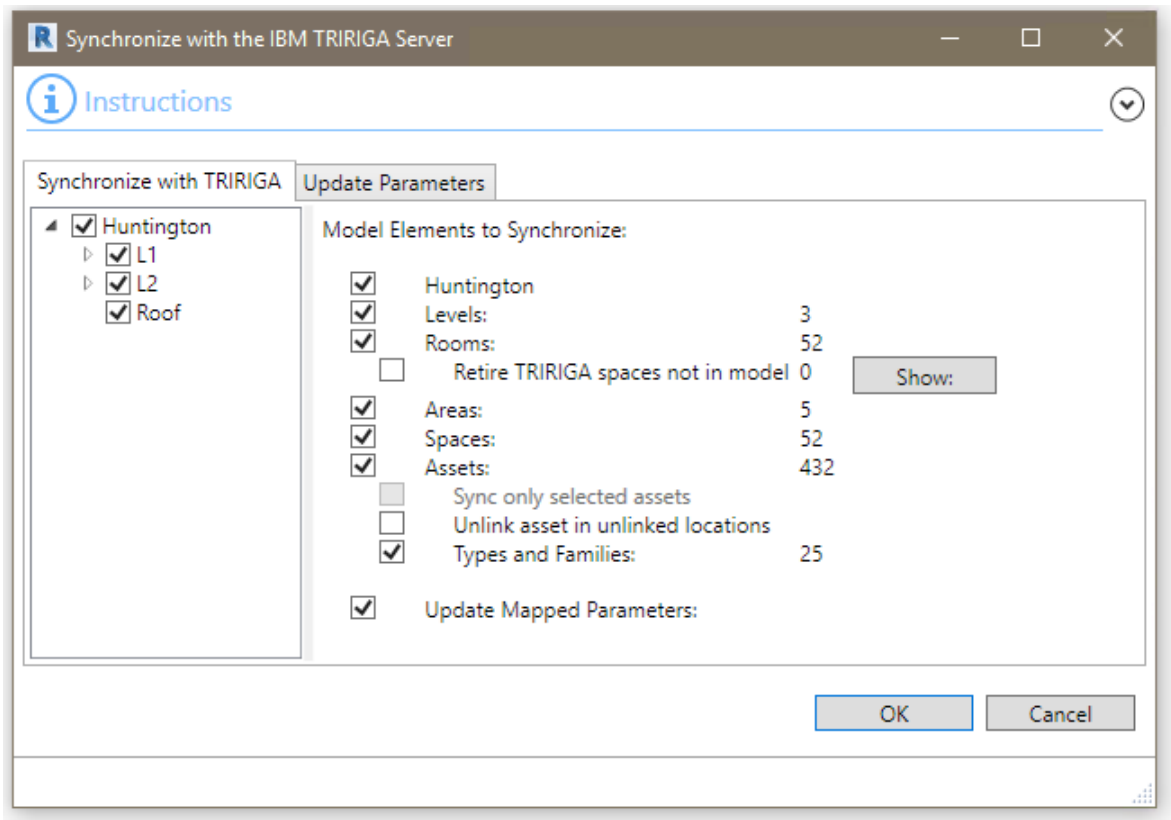 Synchronize with the IBM TRIRIGA Server
Instructions
Synchronize with TRIRIGA
Update Parameters
Huntington
L1
L2
Roof
Model Elements to Synchronize:
Huntington
Levels: 3
Rooms: 52
Retire TRIRIGA spaces not in model 0 Show:
Areas: 5
Spaces: 52
Assets: 432
Sync only selected assets
Unlink asset in unlinked locations
Types and Families: 25
Update Mapped Parameters:
OK
Cancel